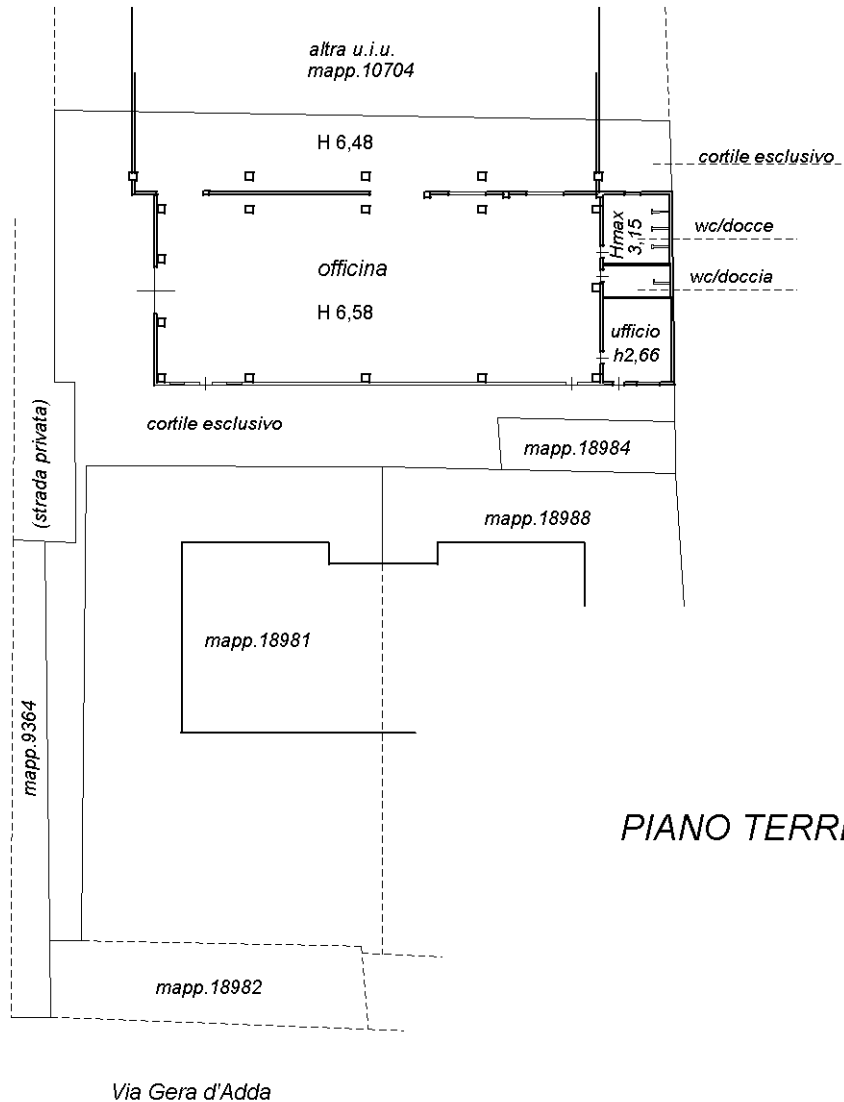 altra u.i.u.
mapp.10704
H 6,48
cortile esclusivo
Hmax
3,15
wc/docce
officina
wc/doccia
H 6,58
ufficio
h2,66
(strada privata)
cortile esclusivo
mapp.18984
mapp.18988
mapp.18981
mapp.9364
PIANO
mapp.18982
Via Gera d'Adda